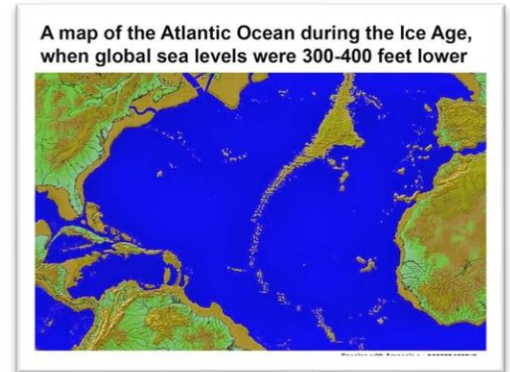 A map of the Atlantic Ocean during the Ice Age,
when global sea levels were 300-400 feet lower